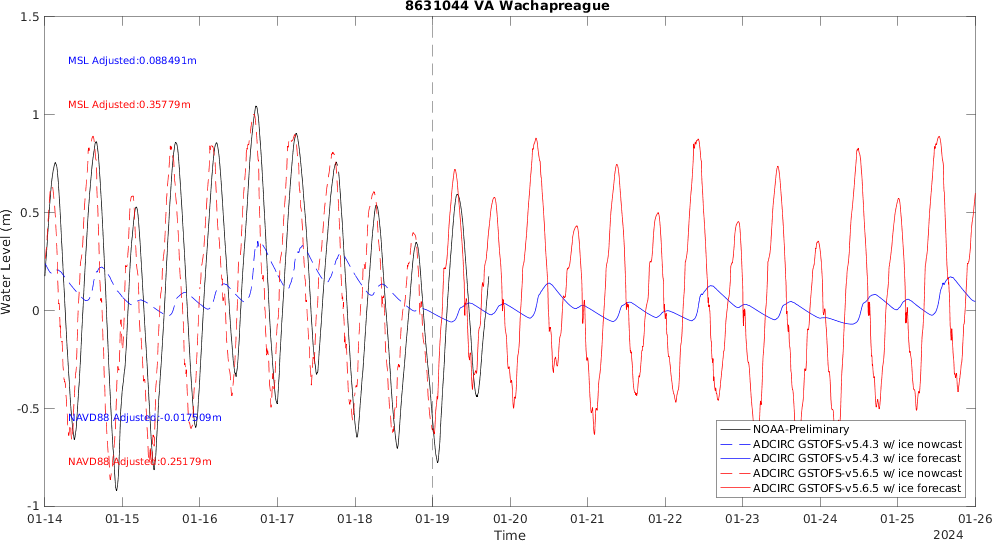 8631044 VA Wachapreague
1.5
1
0.5
0
-0.5
-1
Water Level (m)
MSL Adjusted:0.088491m
MSL Adjusted:0.35779m
NAVD88 Adjusted:-0.017509m
NAVD88 Adjusted:0.25179m
NOAA-Preliminary
ADCIRC GSTOFS-v5.4.3 w/ ice nowcast
ADCIRC GSTOFS-v5.4.3 w/ ice forecast
ADCIRC GSTOFS-v5.6.5 w/ ice nowcast
ADCIRC GSTOFS-v5.6.5 w/ ice forecast
01-14 01-15 01-16 01-17 01-18 01-19 01-20 01-21 01-22 01-23 01-24 01-25 01-26
Time
2024